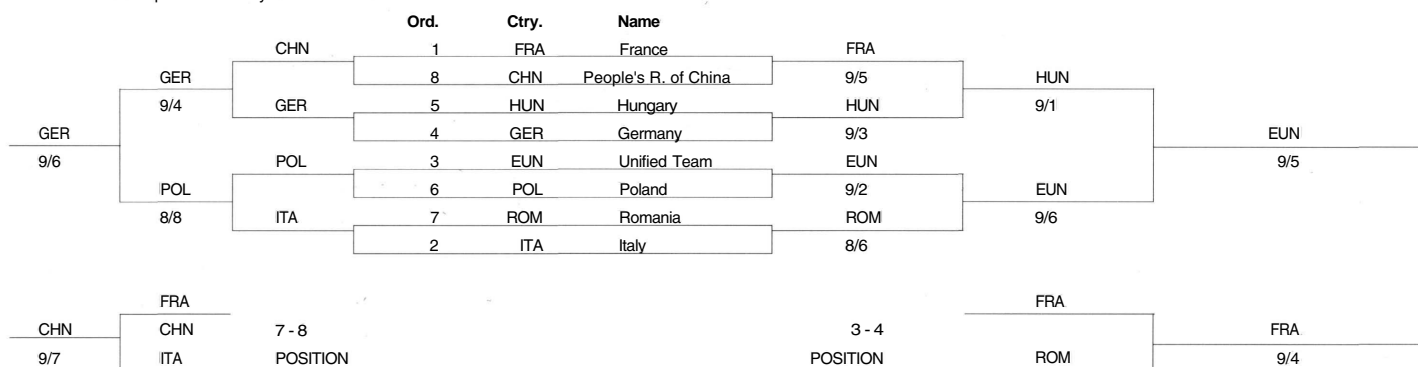 Ord. Ctry. Name
CHN 1 FRA France FRA
GER 8 CHN People's R. of China 9/5 HUN
9/4 GER 5 HUN Hungary HUN 9/1
GER 4 GER Germany 9/3 EUN
9/6 POL 3 EUN Unified Team EUN 9/5
POL 6 POL Poland 9/2 EUN
8/8 ITA 7 ROM Romania ROM 9/6
2 ITA Italy 8/6
FRA FRA
CHN CHN 7 - 8 3 - 4 FRA
9/7 ITA POSITION POSITION ROM 9/4